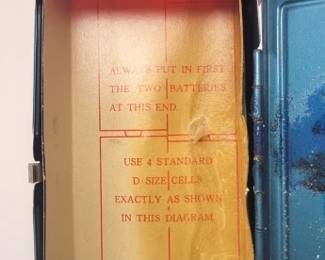 ALWAYS PUT IN FIRST
THE TWO BATTERIES
AT THIS END.
USE 4 STANDARD
D SIZE CELLS
EXACTLY AS SHOWN
IN THIS DIAGRAM